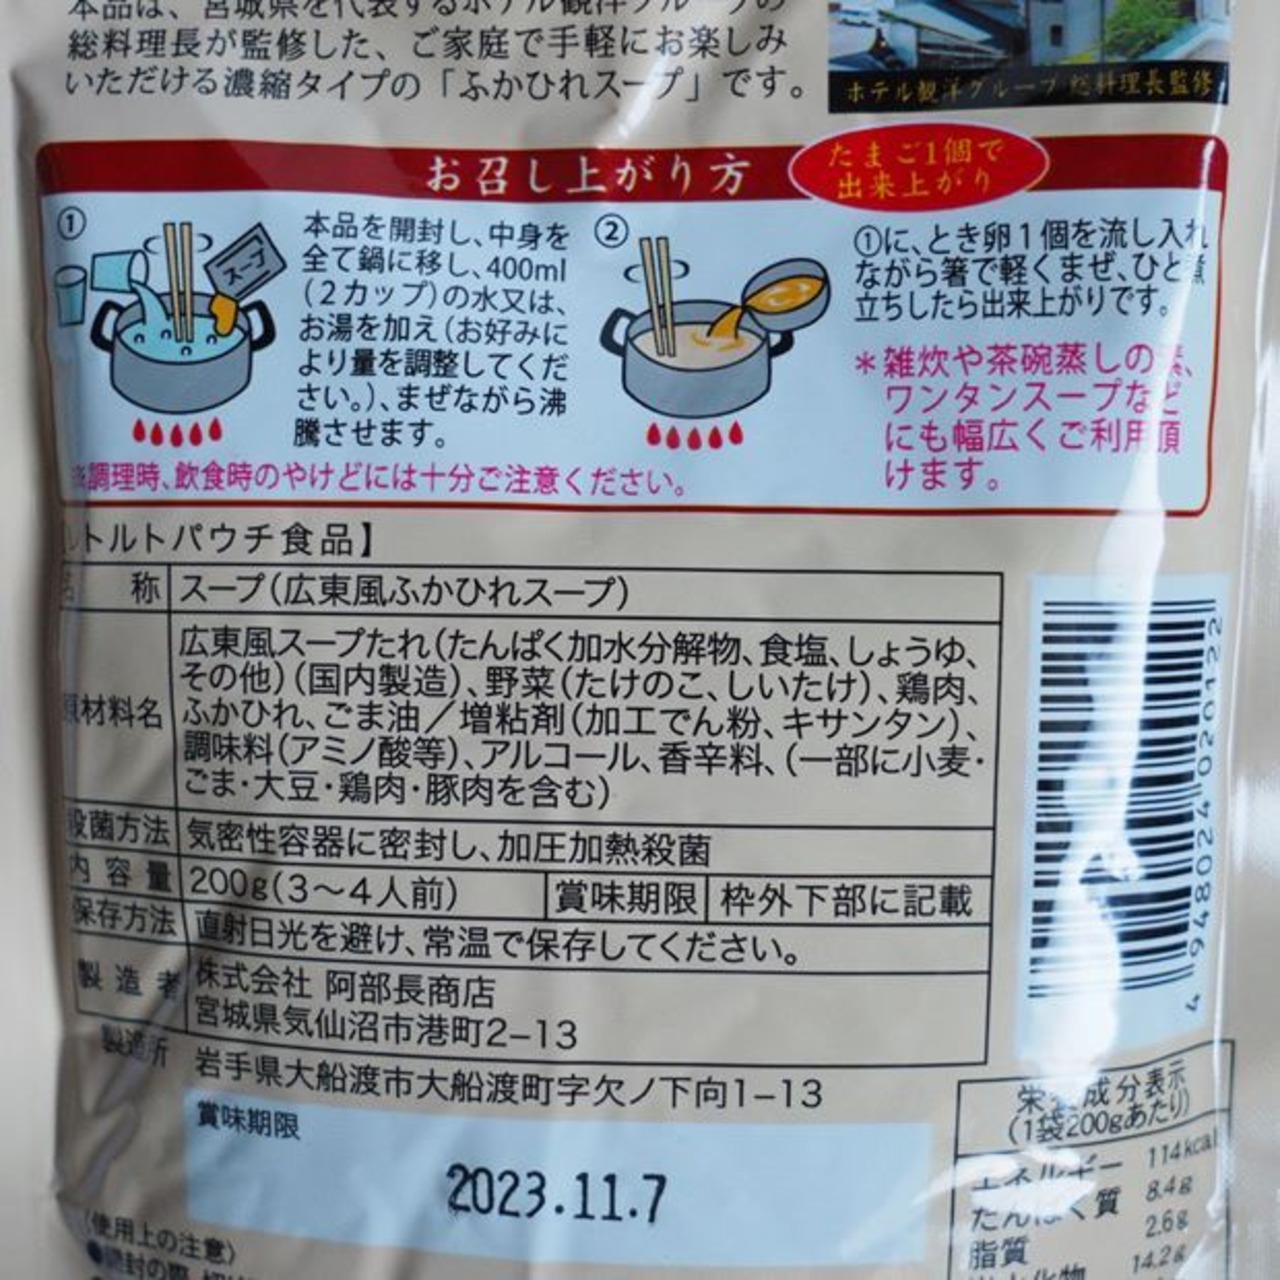 本品は、宮城県を代表するホテル観洋グループの
総料理長が監修した、ご家庭で手軽にお楽しみ
いただける濃縮タイプの「ふかひれスープ」です。
ホテル観洋グループ 総料理長監修
お召し上がり方
たまご1個で
出来上がり
①
スープ
本品を開封し、中身を
全て鍋に移し、400ml
(2カップ)の水又は、
お湯を加え(お好みに
より量を調整してくだ
さい。)、まぜながら沸
騰させます。
②
①に、とき卵1個を流し入れ
ながら箸で軽くまぜ、ひと煮
立ちしたら出来上がりです。
*雑炊や茶碗蒸しの素、
ワンタンスープなど
にも幅広くご利用頂
けます。
※調理時、飲食時のやけどには十分ご注意ください。
レトルトパウチ食品】
名 称 スープ(広東風ふかひれスープ)
原材料名 広東風スープたれ(たんぱく加水分解物、食塩、しょうゆ、
その他)(国内製造)、野菜(たけのこ、しいたけ)、鶏肉、
ふかひれ、ごま油/増粘剤(加工でん粉、キサンタン)、
調味料(アミノ酸等)、アルコール、香辛料、(一部に小麦・
ごま・大豆・鶏肉・豚肉を含む)
殺菌方法 気密性容器に密封し、加圧加熱殺菌
内容量 200g(3〜4人前) 賞味期限 枠外下部に記載
保存方法 直射日光を避け、常温で保存してください。
製造者 株式会社 阿部長商店
宮城県気仙沼市港町2-13
製造所 岩手県大船渡市大船渡町字欠ノ下向1-13
賞味期限
2023.11.7
4 948024 020122
栄養成分表示
(1袋200gあたり)
エネルギー 114kcal
たんぱく質 8.4g
脂質 2.6g
炭水化物 14.2g
(使用上の注意)